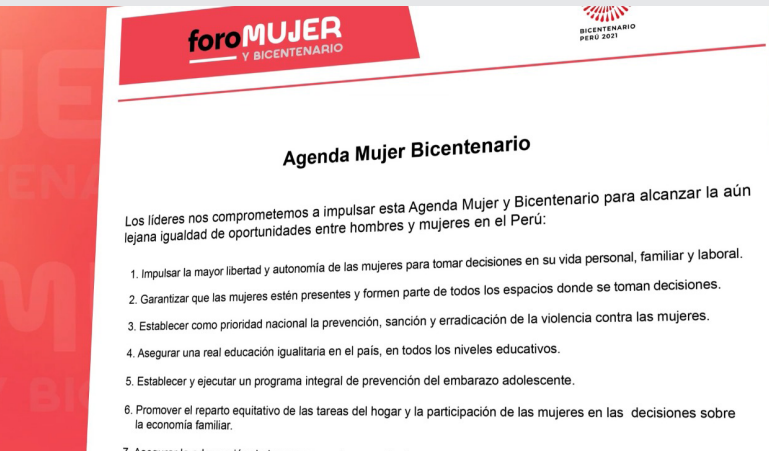 foroMUJER
Y BICENTENARIO
BICENTENARIO
PERÚ 2021
Agenda Mujer Bicentenario
Los líderes nos comprometemos a impulsar esta Agenda Mujer y Bicentenario para alcanzar la aún
lejana igualdad de oportunidades entre hombres y mujeres en el Perú:
1. Impulsar la mayor libertad y autonomía de las mujeres para tomar decisiones en su vida personal, familiar y laboral.
2. Garantizar que las mujeres estén presentes y formen parte de todos los espacios donde se toman decisiones.
3. Establecer como prioridad nacional la prevención, sanción y erradicación de la violencia contra las mujeres.
4. Asegurar una real educación igualitaria en el país, en todos los niveles educativos.
5. Establecer y ejecutar un programa integral de prevención del embarazo adolescente.
6. Promover el reparto equitativo de las tareas del hogar y la participación de las mujeres en las decisiones sobre
la economía familiar.